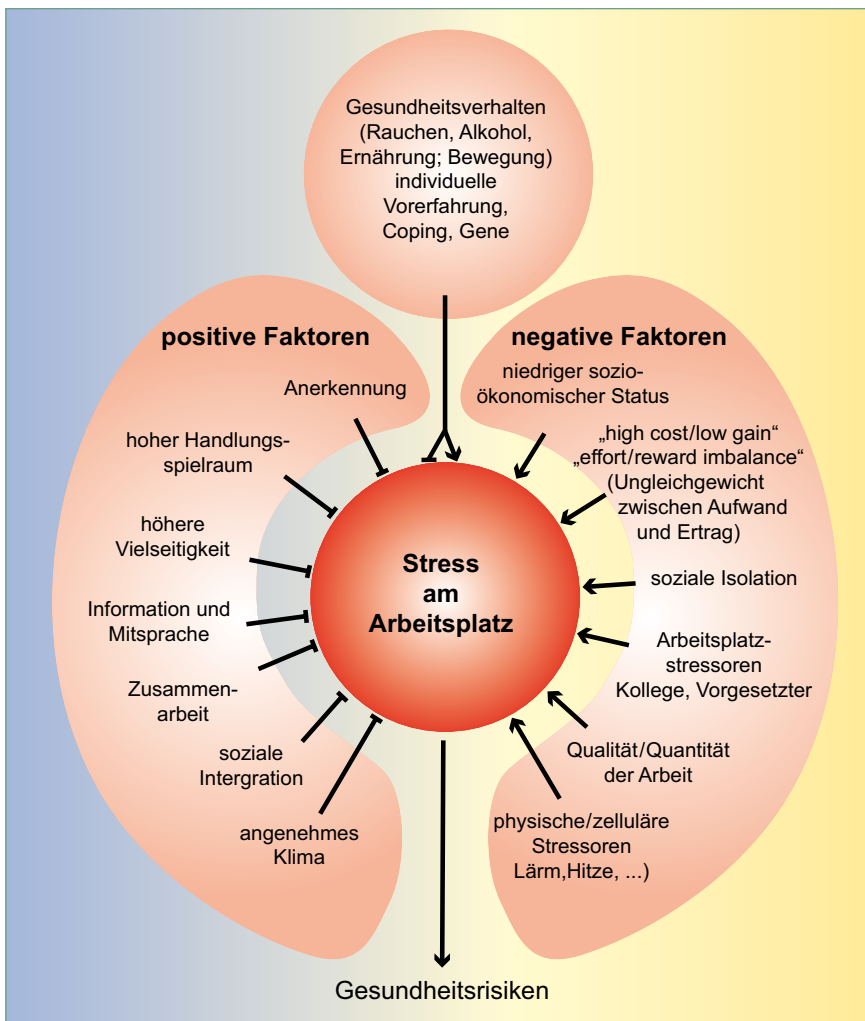 Gesundheitsverhalten
(Rauchen, Alkohol,
Ernährung; Bewegung)
individuelle
Vorerfahrung,
Coping, Gene
positive Faktoren
Anerkennung
hoher Handlungs-
spielraum
höhere
Vielseitigkeit
Information und
Mitsprache
Zusammen-
arbeit
soziale
Intergration
angenehmes
Klima
Stress
am
Arbeitsplatz
negative Faktoren
niedriger sozio-
ökonomischer Status
„high cost/low gain“
„effort/reward imbalance“
(Ungleichgewicht
zwischen Aufwand
und Ertrag)
soziale Isolation
Arbeitsplatz-
stressoren
Kollege, Vorgesetzter
Qualität/Quantität
der Arbeit
physische/zelluläre
Stressoren
Lärm,Hitze, ...)
Gesundheitsrisiken